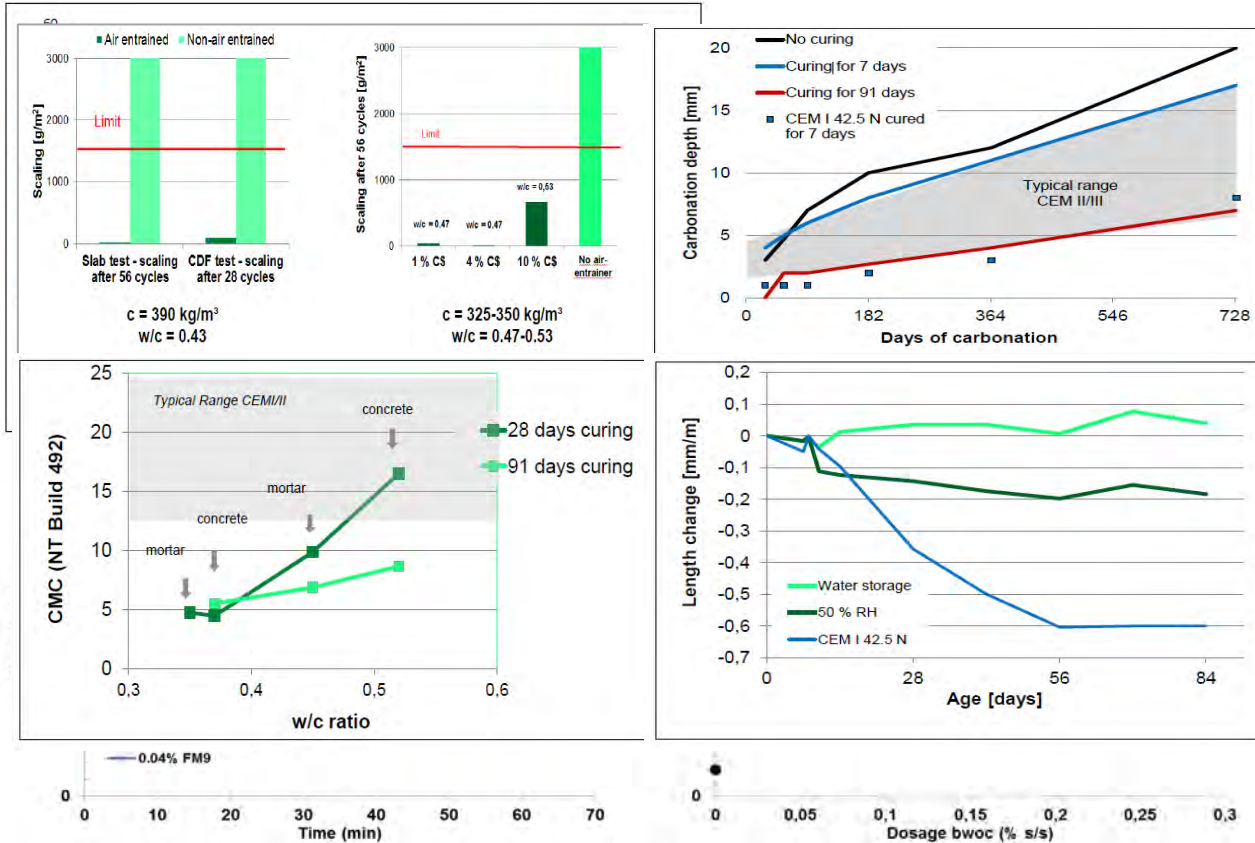 Air entrained Non-air entrained
3000
2000
1000
0
Scaling [g/m²]
Limit
Slab test - scaling after 56 cycles
CDF test - scaling after 28 cycles
c = 390 kg/m³
w/c = 0.43
3000
2000
1000
0
Scaling after 56 cycles [g/m²]
Limit
w/c = 0,47
w/c = 0,47
w/c = 0,53
1 % C$ 4 % C$ 10 % C$ No air-entrainer
c = 325-350 kg/m³
w/c = 0.47-0.53
20
15
10
5
0
Carbonation depth [mm]
No curing
Curing for 7 days
Curing for 91 days
CEM I 42.5 N cured
for 7 days
Typical range
CEM II/III
0 182 364 546 728
Days of carbonation
25
20
15
10
5
0
CMC (NT Build 492)
Typical Range CEMI/II
mortar
concrete
mortar
concrete
28 days curing
91 days curing
0,3 0,4 0,5 0,6
w/c ratio
0,2
0,1
0
-0,1
-0,2
-0,3
-0,4
-0,5
-0,6
-0,7
Length change [mm/m]
Water storage
50 % RH
CEM I 42.5 N
0 28 56 84
Age [days]
0.04% FM9
0
0 10 20 30 40 50 60 70
Time (min)
0
0 0,05 0,1 0,15 0,2 0,25 0,3
Dosage bwoc (% s/s)